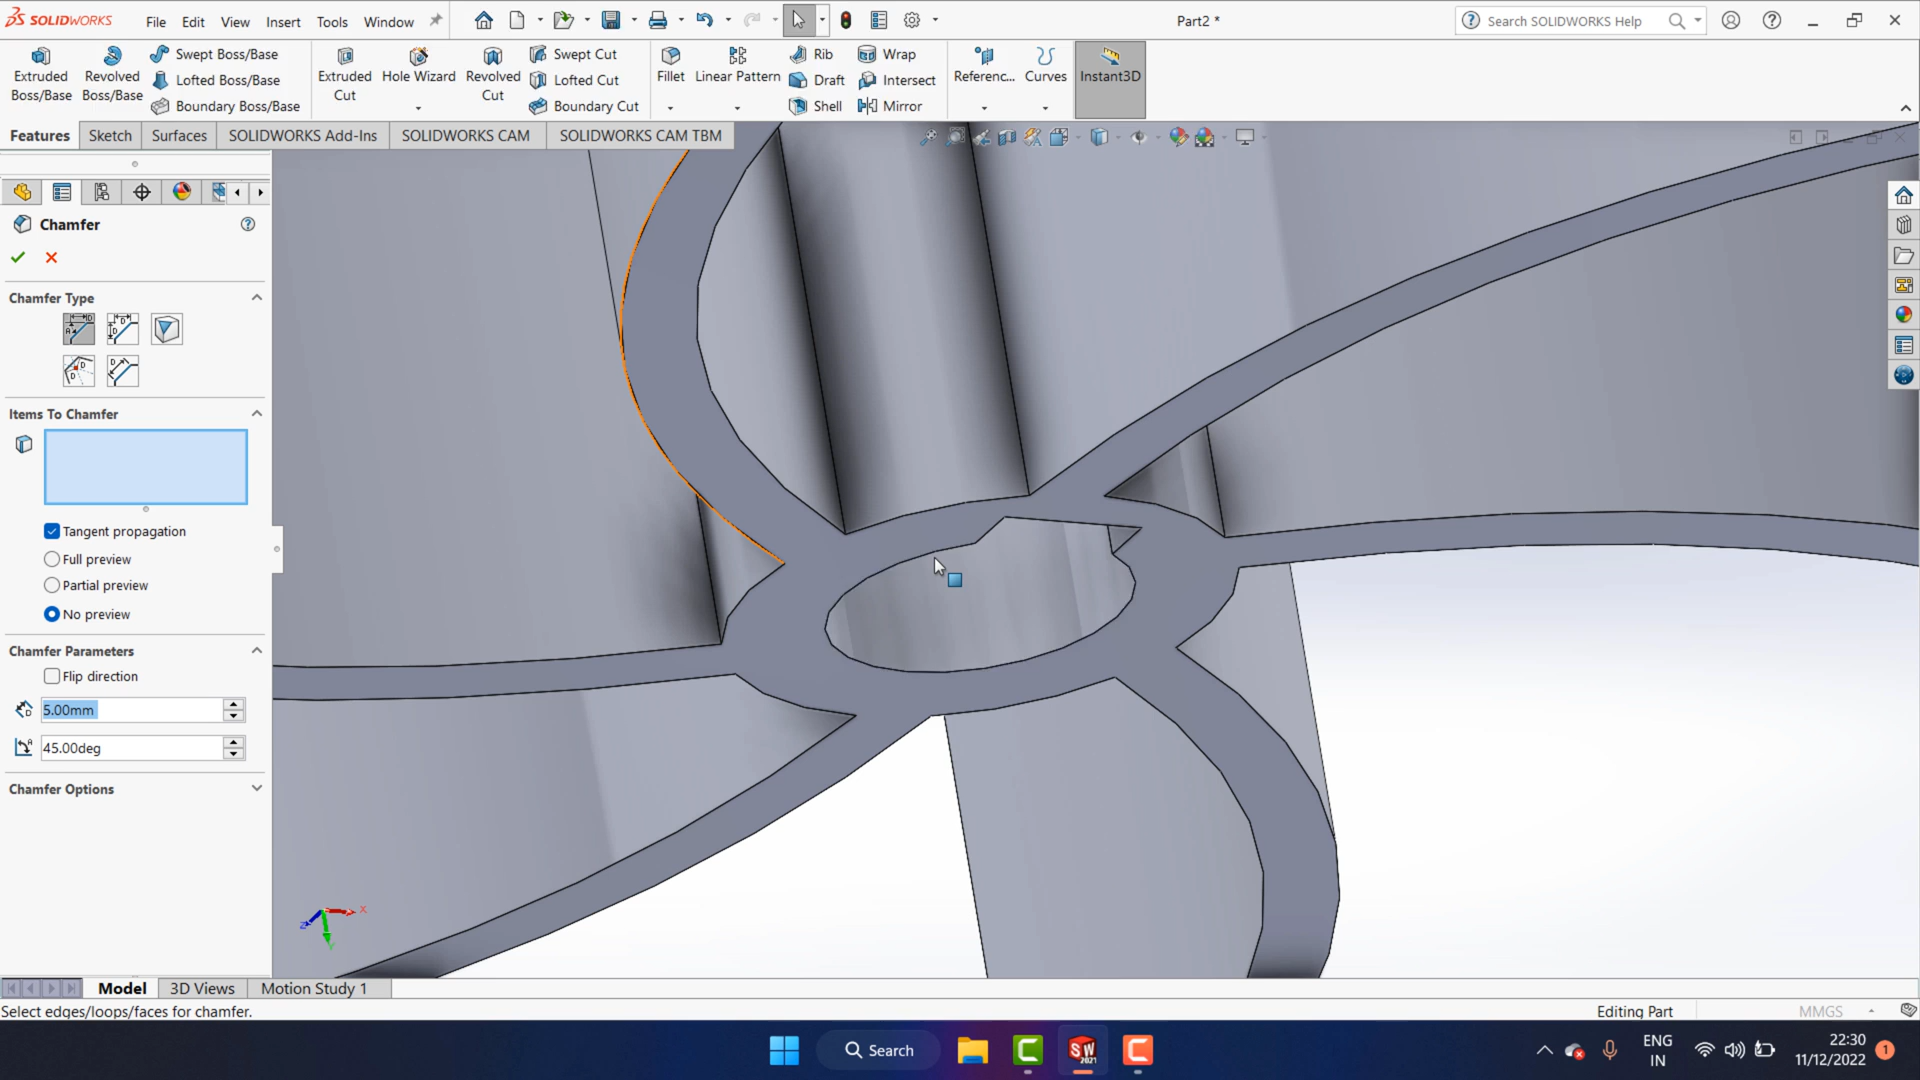 SOLIDWORKS File Edit View Insert Tools Window Part2 * Search SOLIDWORKS Help
Extruded Boss/Base
Revolved Boss/Base
Swept Boss/Base
Lofted Boss/Base
Boundary Boss/Base
Extruded Cut
Hole Wizard
Revolved Cut
Swept Cut
Lofted Cut
Boundary Cut
Fillet
Linear Pattern
Rib
Draft
Shell
Wrap
Intersect
Mirror
Referenc...
Curves
Instant3D
Features Sketch Surfaces SOLIDWORKS Add-Ins SOLIDWORKS CAM SOLIDWORKS CAM TBM
Chamfer
Chamfer Type
Items To Chamfer
Tangent propagation
Full preview
Partial preview
No preview
Chamfer Parameters
Flip direction
5.00mm
45.00deg
Chamfer Options
X
Y
Z
Model 3D Views Motion Study 1
Select edges/loops/faces for chamfer. Editing Part MMGS
Search
SW
2021
ENG
IN
22:30
11/12/2022
1